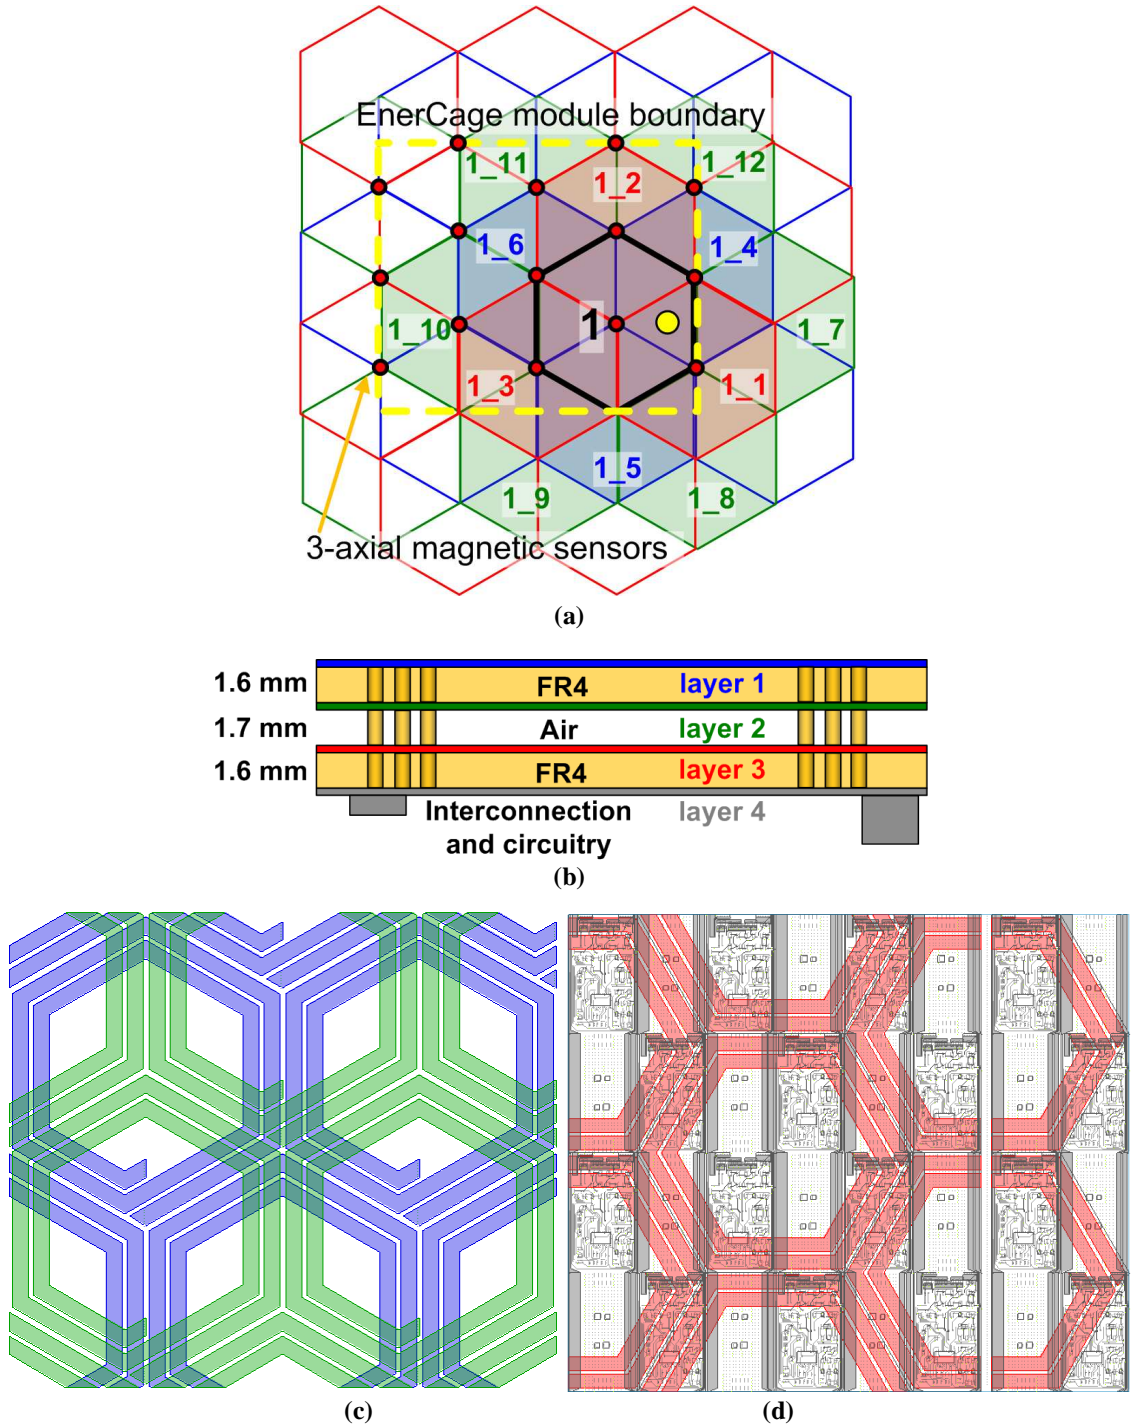 EnerCage module boundary
1_11
1_2
1_12
1_6
1_4
1
1_10
1_7
1_3
1_1
1_5
1_9
1_8
3-axial magnetic sensors
(a)
1.6 mm
FR4
layer 1
1.7 mm
Air
layer 2
1.6 mm
FR4
layer 3
Interconnection
and circuitry
layer 4
(b)
(c)
(d)